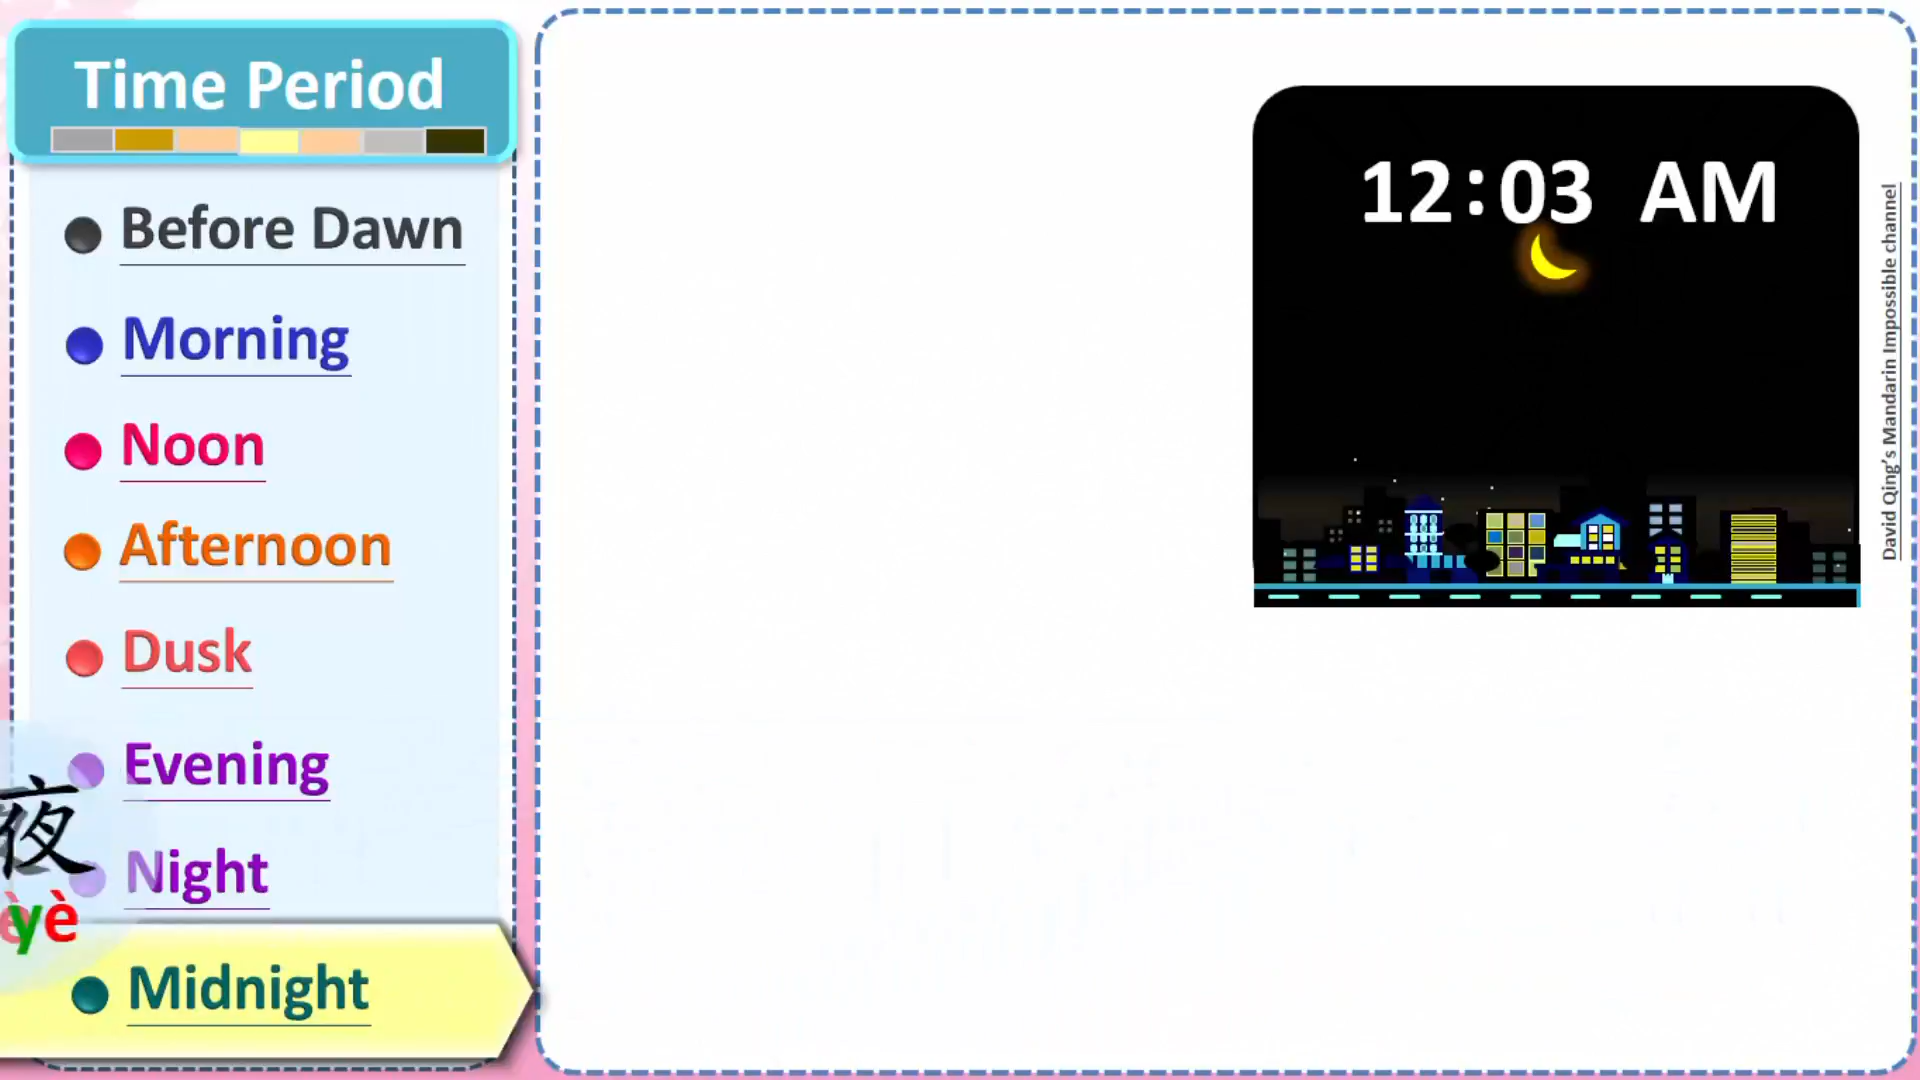 Time Period
Before Dawn
Morning
Noon
Afternoon
Dusk
Evening
Night
Midnight
夜
yè
12:03 AM
David Qing's Mandarin Impossible channel